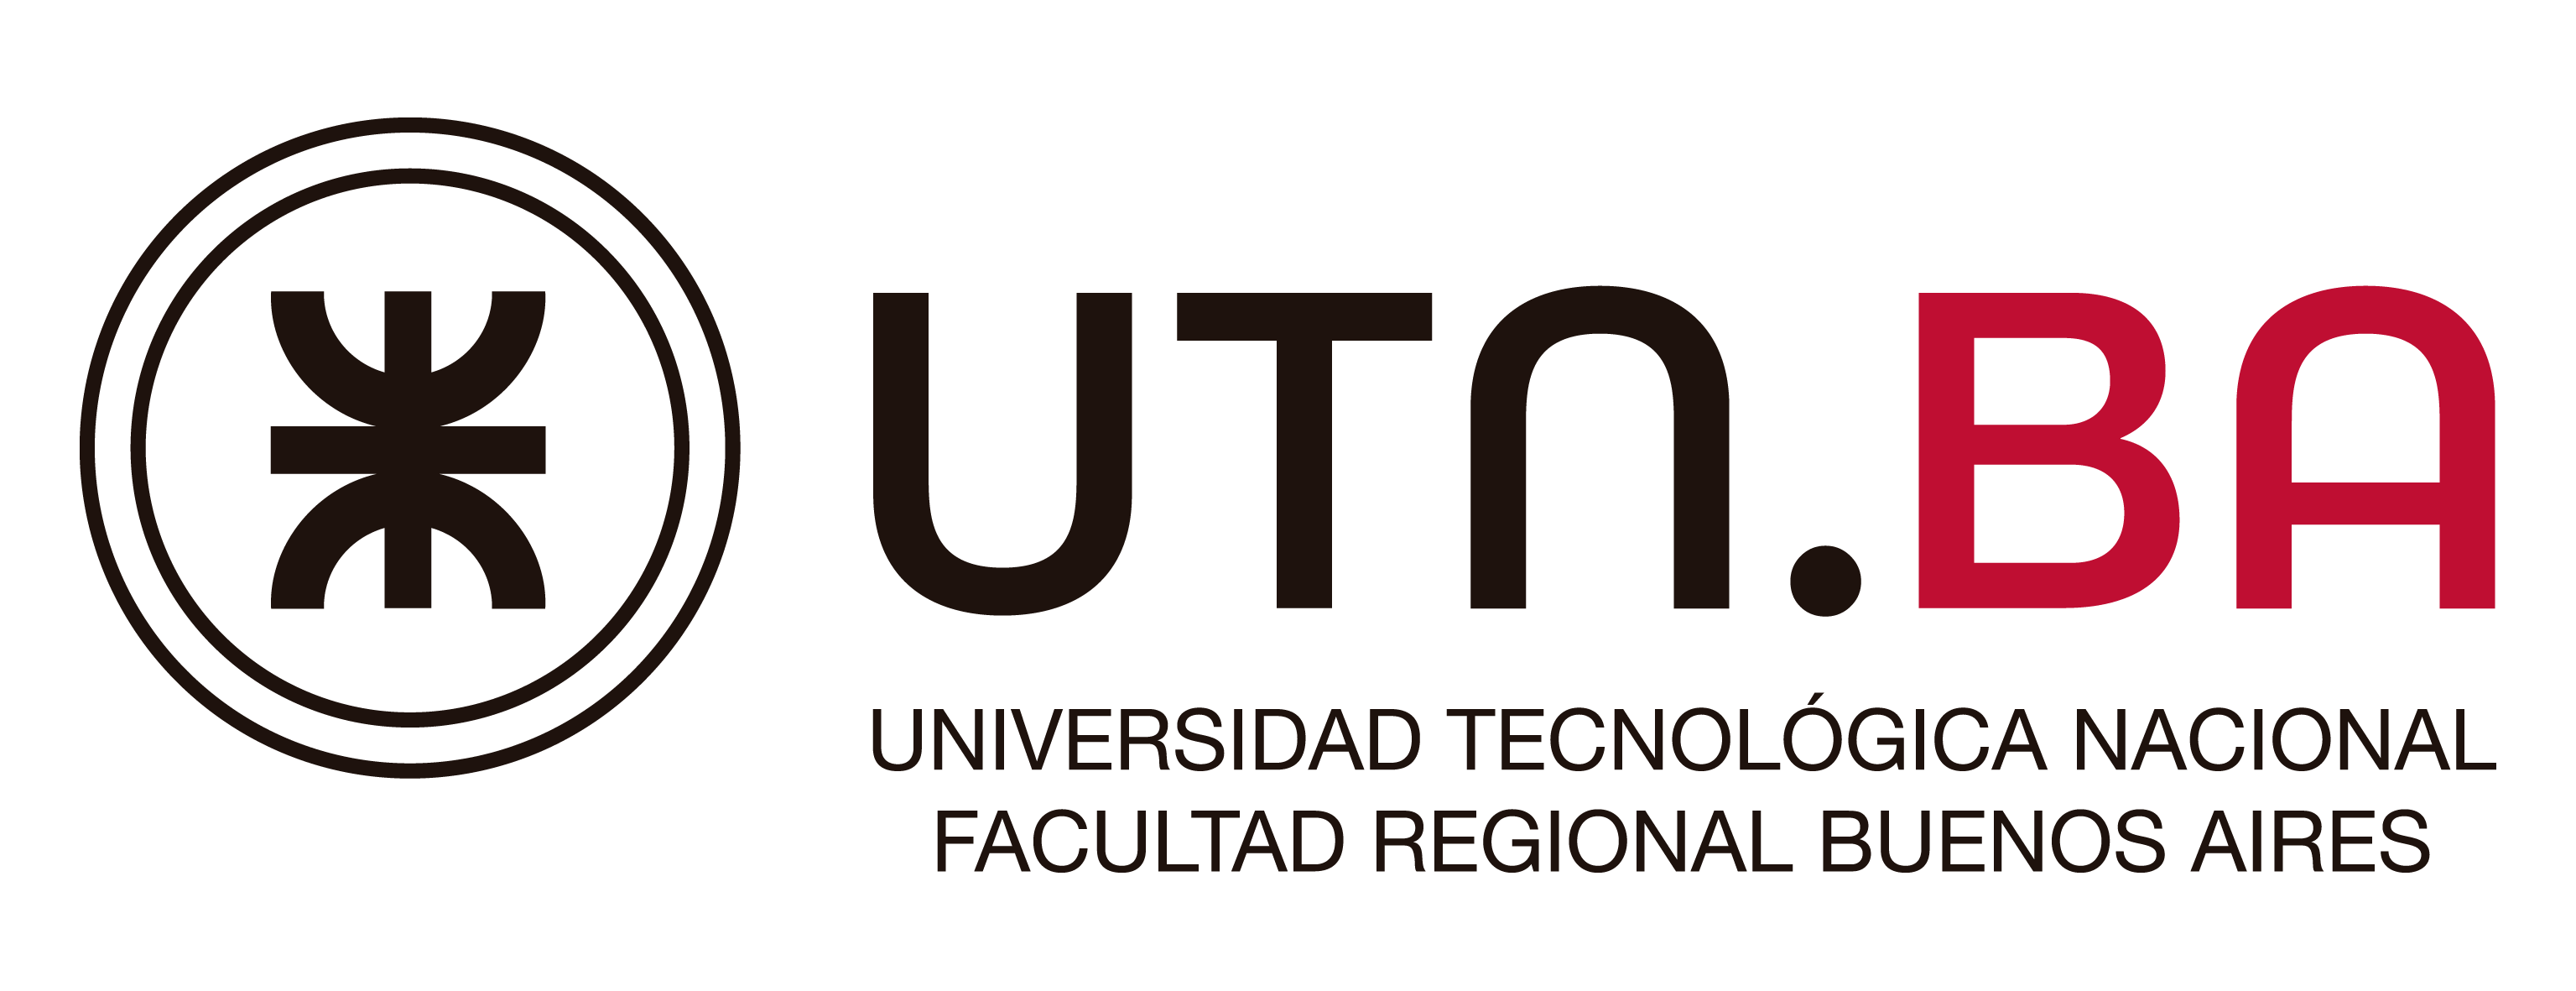 UTN.BA
UNIVERSIDAD TECNOLÓGICA NACIONAL
FACULTAD REGIONAL BUENOS AIRES